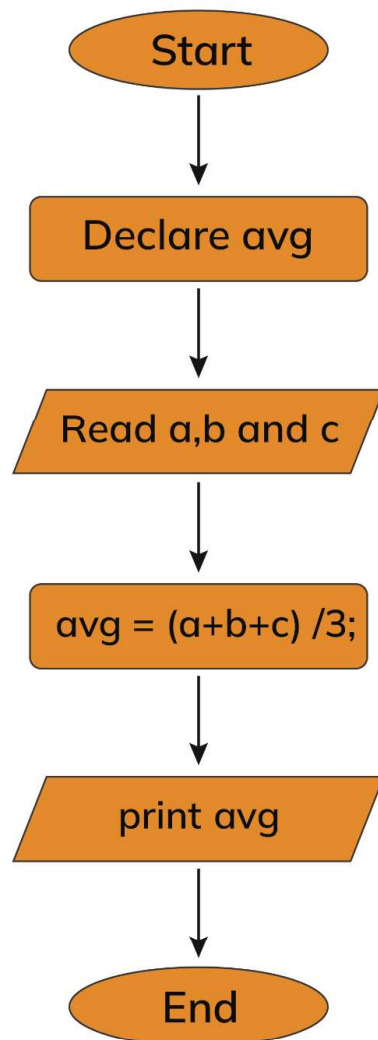 Start
Declare avg
Read a,b and c
avg = (a+b+c) /3;
print avg
End